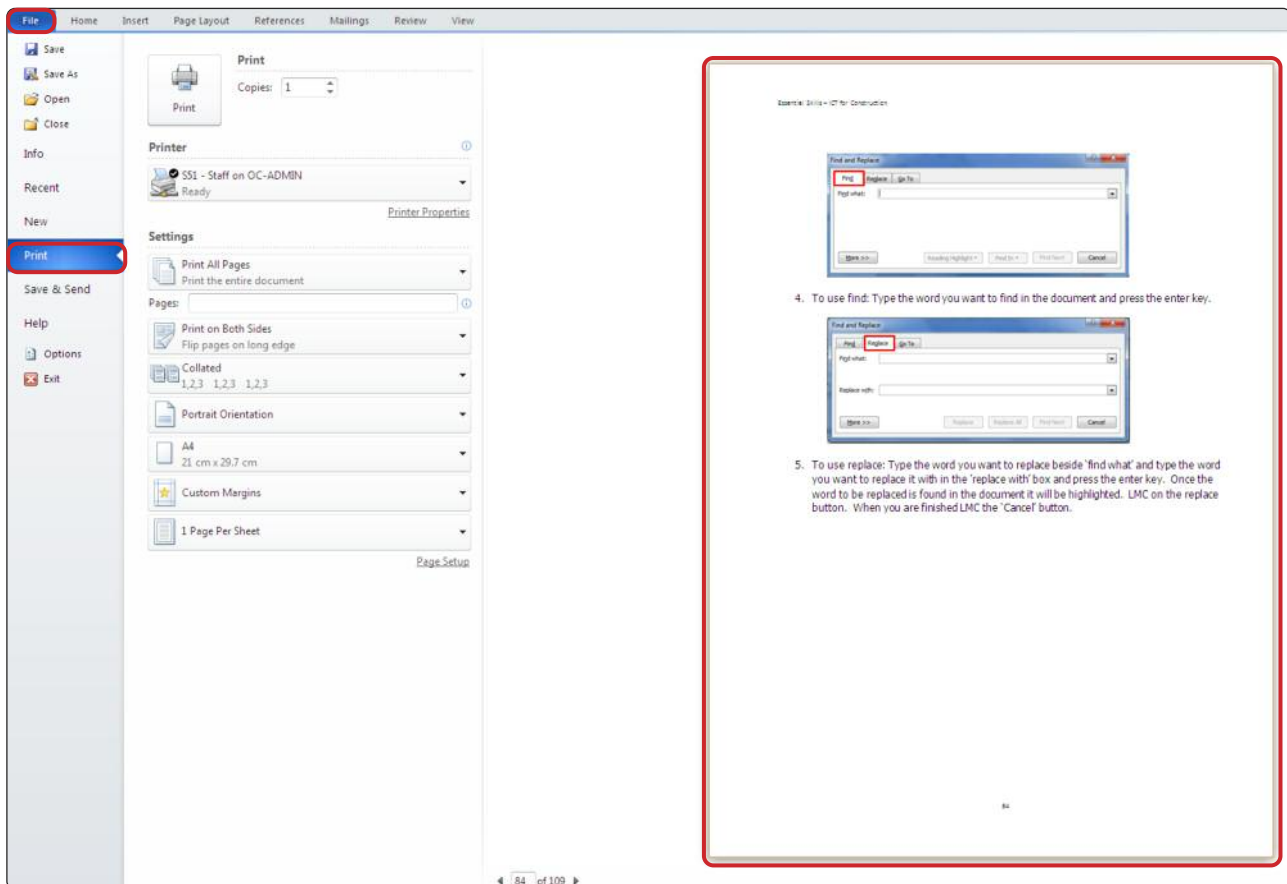 File Home Insert Page Layout References Mailings Review View
Save
Save As
Open
Close
Info
Recent
New
Print
Save & Send
Help
Options
Exit
Print
Print
Copies: 1
Printer
S51 - Staff on OC-ADMIN
Ready
Printer Properties
Settings
Print All Pages
Print the entire document
Pages:
Print on Both Sides
Flip pages on long edge
Collated
1,2,3 1,2,3 1,2,3
Portrait Orientation
A4
21 cm x 29.7 cm
Custom Margins
1 Page Per Sheet
Page Setup
Essential Skills – ICT for Construction
Find and Replace
Find Replace Go To
Find what:
More >> Reading Highlight Find In Find Next Cancel
4. To use find: Type the word you want to find in the document and press the enter key.
Find and Replace
Find Replace Go To
Find what:
Replace with:
More >> Replace Replace All Find Next Cancel
5. To use replace: Type the word you want to replace beside 'find what' and type the word
you want to replace it with in the 'replace with' box and press the enter key. Once the
word to be replaced is found in the document it will be highlighted. LMC on the replace
button. When you are finished LMC the 'Cancel' button.
84
84 of 109